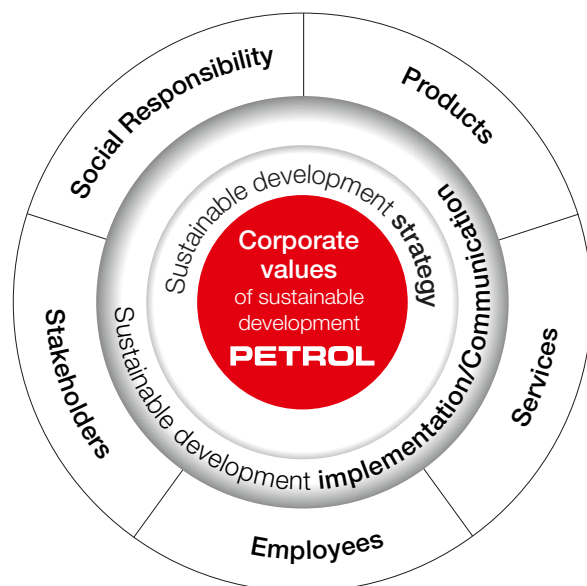 Social Responsibility
Products
Services
Employees
Stakeholders
Sustainable development implementation/Communication
Sustainable development strategy
Corporate
values
of sustainable
development
PETROL